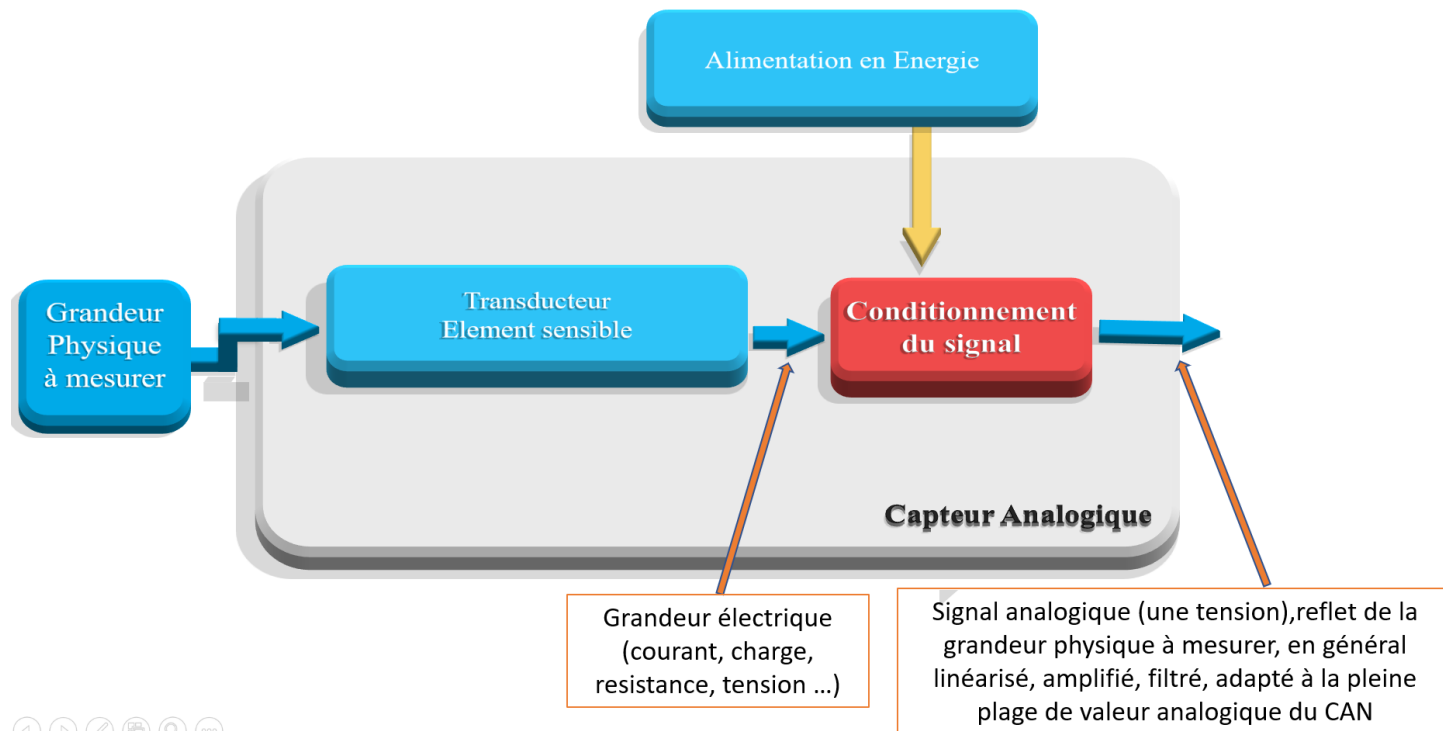 Alimentation en Energie
Grandeur
Physique
à mesurer
Transducteur
Element sensible
Conditionnement
du signal
Capteur Analogique
Grandeur électrique
(courant, charge,
resistance, tension ...)
Signal analogique (une tension),reflet de la
grandeur physique à mesurer, en général
linéarisé, amplifié, filtré, adapté à la pleine
plage de valeur analogique du CAN